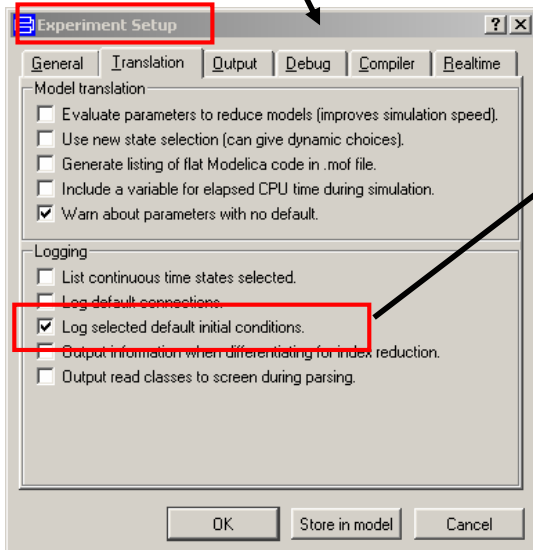 Experiment Setup
General Translation Output Debug Compiler Realtime
Model translation
Evaluate parameters to reduce models (improves simulation speed).
Use new state selection (can give dynamic choices).
Generate listing of flat Modelica code in .mof file.
Include a variable for elapsed CPU time during simulation.
Warn about parameters with no default.
Logging
List continuous time states selected.
Log default connections.
Log selected default initial conditions.
Output information when differentiating for index reduction.
Output read classes to screen during parsing.
OK Store in model Cancel